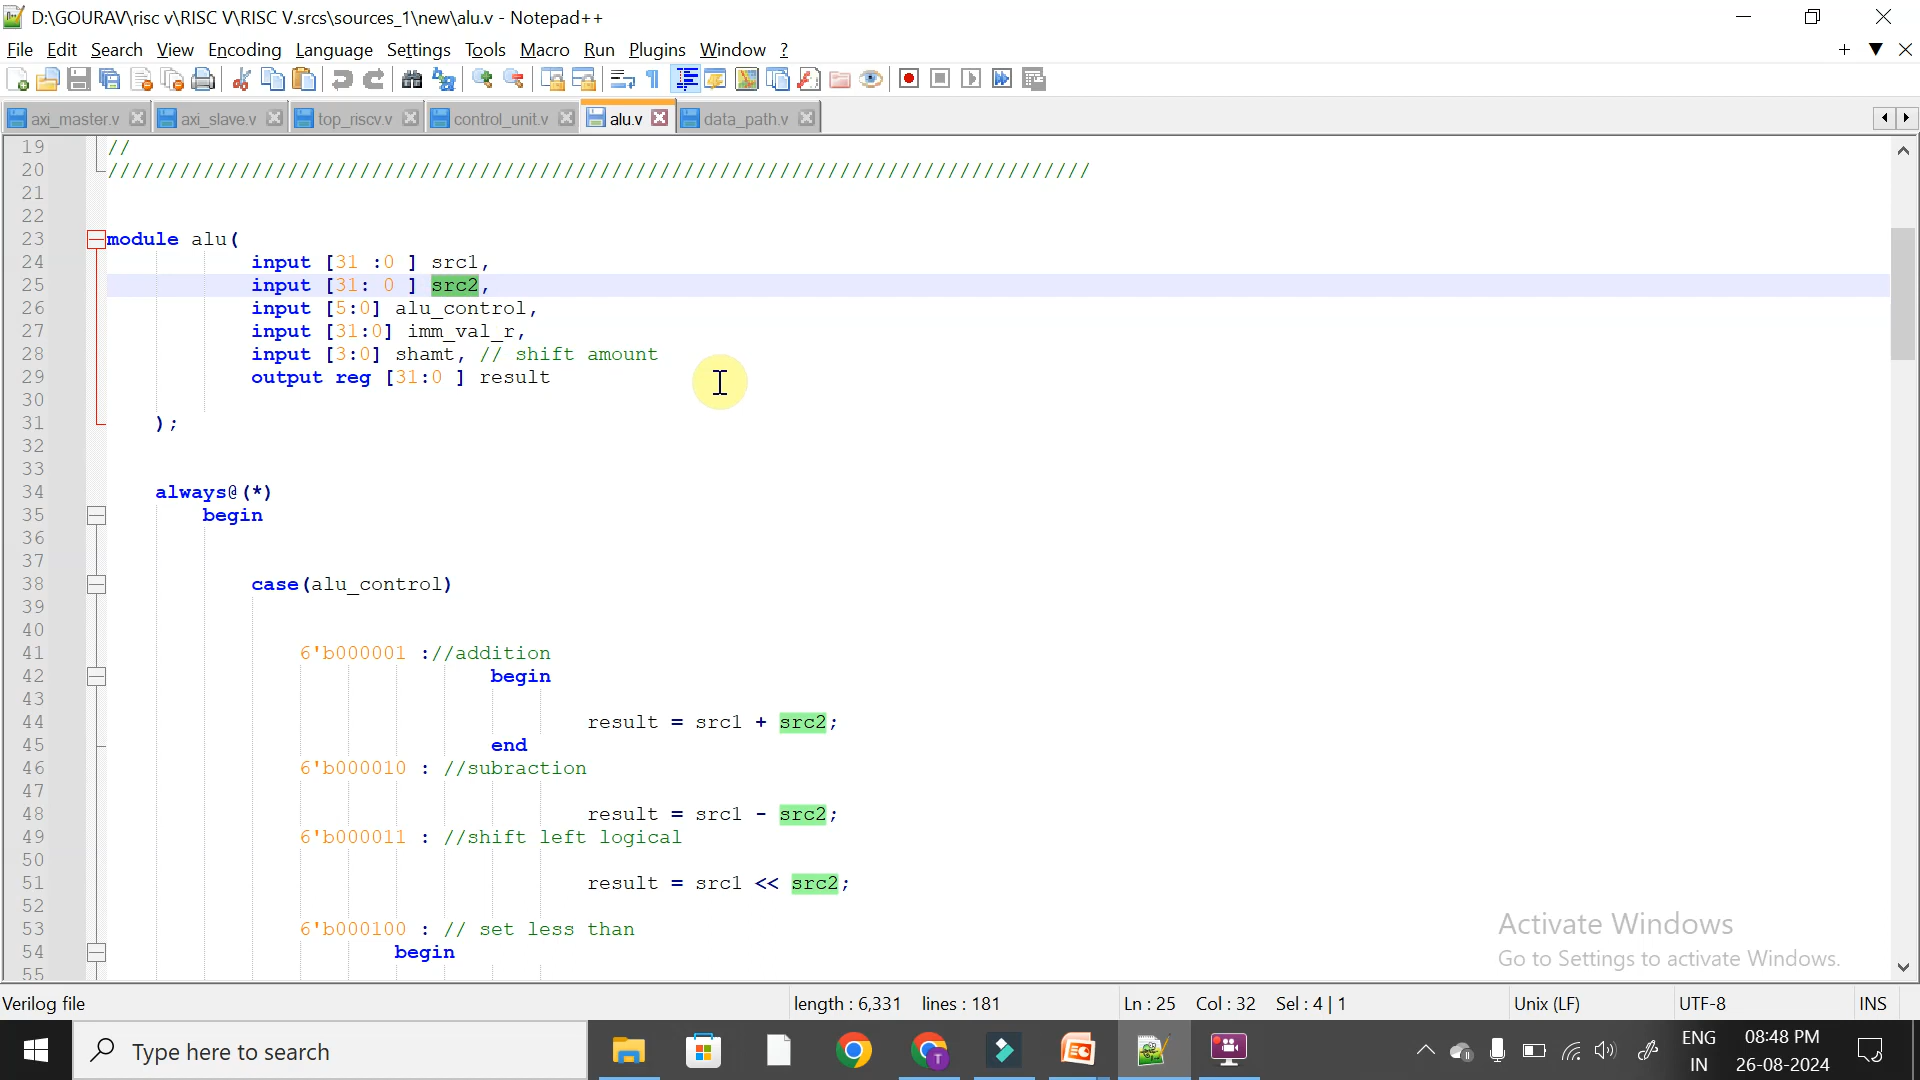 D:\GOURAV\risc v\RISC V\RISC V.srcs\sources_1\new\alu.v - Notepad++
File Edit Search View Encoding Language Settings Tools Macro Run Plugins Window ?
axi_master.v axi_slave.v top_riscv.v control_unit.v alu.v data_path.v
19 //
20 //////////////////////////////////////////////////////////////////////////////////
21
22
23 module alu(
24 input [31 :0 ] src1,
25 input [31: 0 ] src2,
26 input [5:0] alu_control,
27 input [31:0] imm_val_r,
28 input [3:0] shamt, // shift amount
29 output reg [31:0 ] result
30
31 );
32
33
34 always@(*)
35 begin
36
37
38 case(alu_control)
39
40
41 6'b000001 ://addition
42 begin
43
44 result = src1 + src2;
45 end
46 6'b000010 : //subraction
47
48 result = src1 - src2;
49 6'b000011 : //shift left logical
50
51 result = src1 << src2;
52
53 6'b000100 : // set less than
54 begin
55
Activate Windows
Go to Settings to activate Windows.
Verilog file length : 6,331 lines : 181 Ln : 25 Col : 32 Sel : 4 | 1 Unix (LF) UTF-8 INS
Type here to search T ENG 08:48 PM
IN 26-08-2024